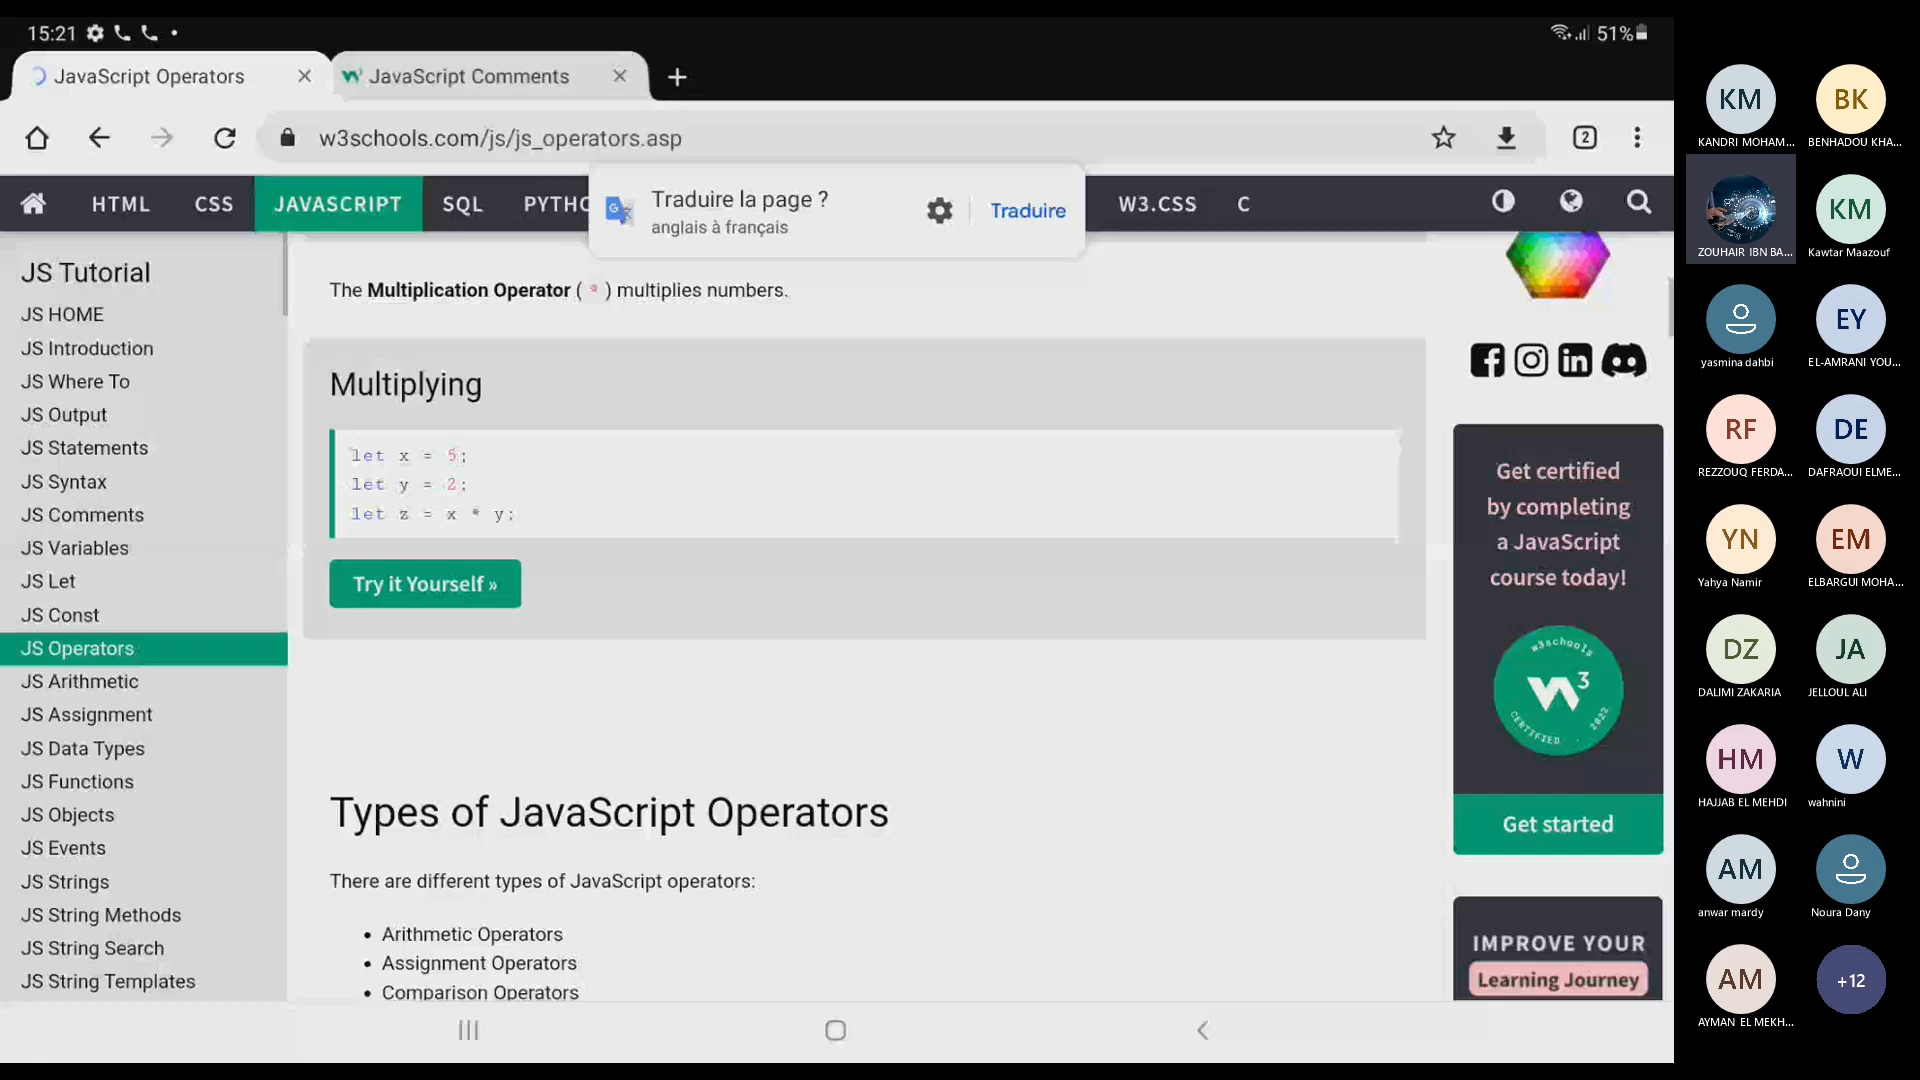 15:21
51%
JavaScript Operators
JavaScript Comments
w3schools.com/js/js_operators.asp
2
HTML
CSS
JAVASCRIPT
SQL
W3.CSS
C
Traduire la page ?
anglais à français
Traduire
JS Tutorial
JS HOME
JS Introduction
JS Where To
JS Output
JS Statements
JS Syntax
JS Comments
JS Variables
JS Let
JS Const
JS Operators
JS Arithmetic
JS Assignment
JS Data Types
JS Functions
JS Objects
JS Events
JS Strings
JS String Methods
JS String Search
JS String Templates
The Multiplication Operator ( * ) multiplies numbers.
Multiplying
let x = 5;
let y = 2;
let z = x * y;
Try it Yourself »
Types of JavaScript Operators
There are different types of JavaScript operators:
• Arithmetic Operators
• Assignment Operators
• Comparison Operators
Get certified
by completing
a JavaScript
course today!
w3schools
3
CERTIFIED . 2022
Get started
IMPROVE YOUR
Learning Journey
KM
KANDRI MOHAM...
BK
BENHADOU KHA...
ZOUHAIR IBN BA...
KM
Kawtar Maazouf
yasmina dahbi
EY
EL-AMRANI YOU...
RF
REZZOUQ FERDA...
DE
DAFRAOUI ELME...
YN
Yahya Namir
EM
ELBARGUI MOHA...
DZ
DALIMI ZAKARIA
JA
JELLOUL ALI
HM
HAJJAB EL MEHDI
W
wahnini
AM
anwar mardy
Noura Dany
AM
AYMAN EL MEKH...
+12